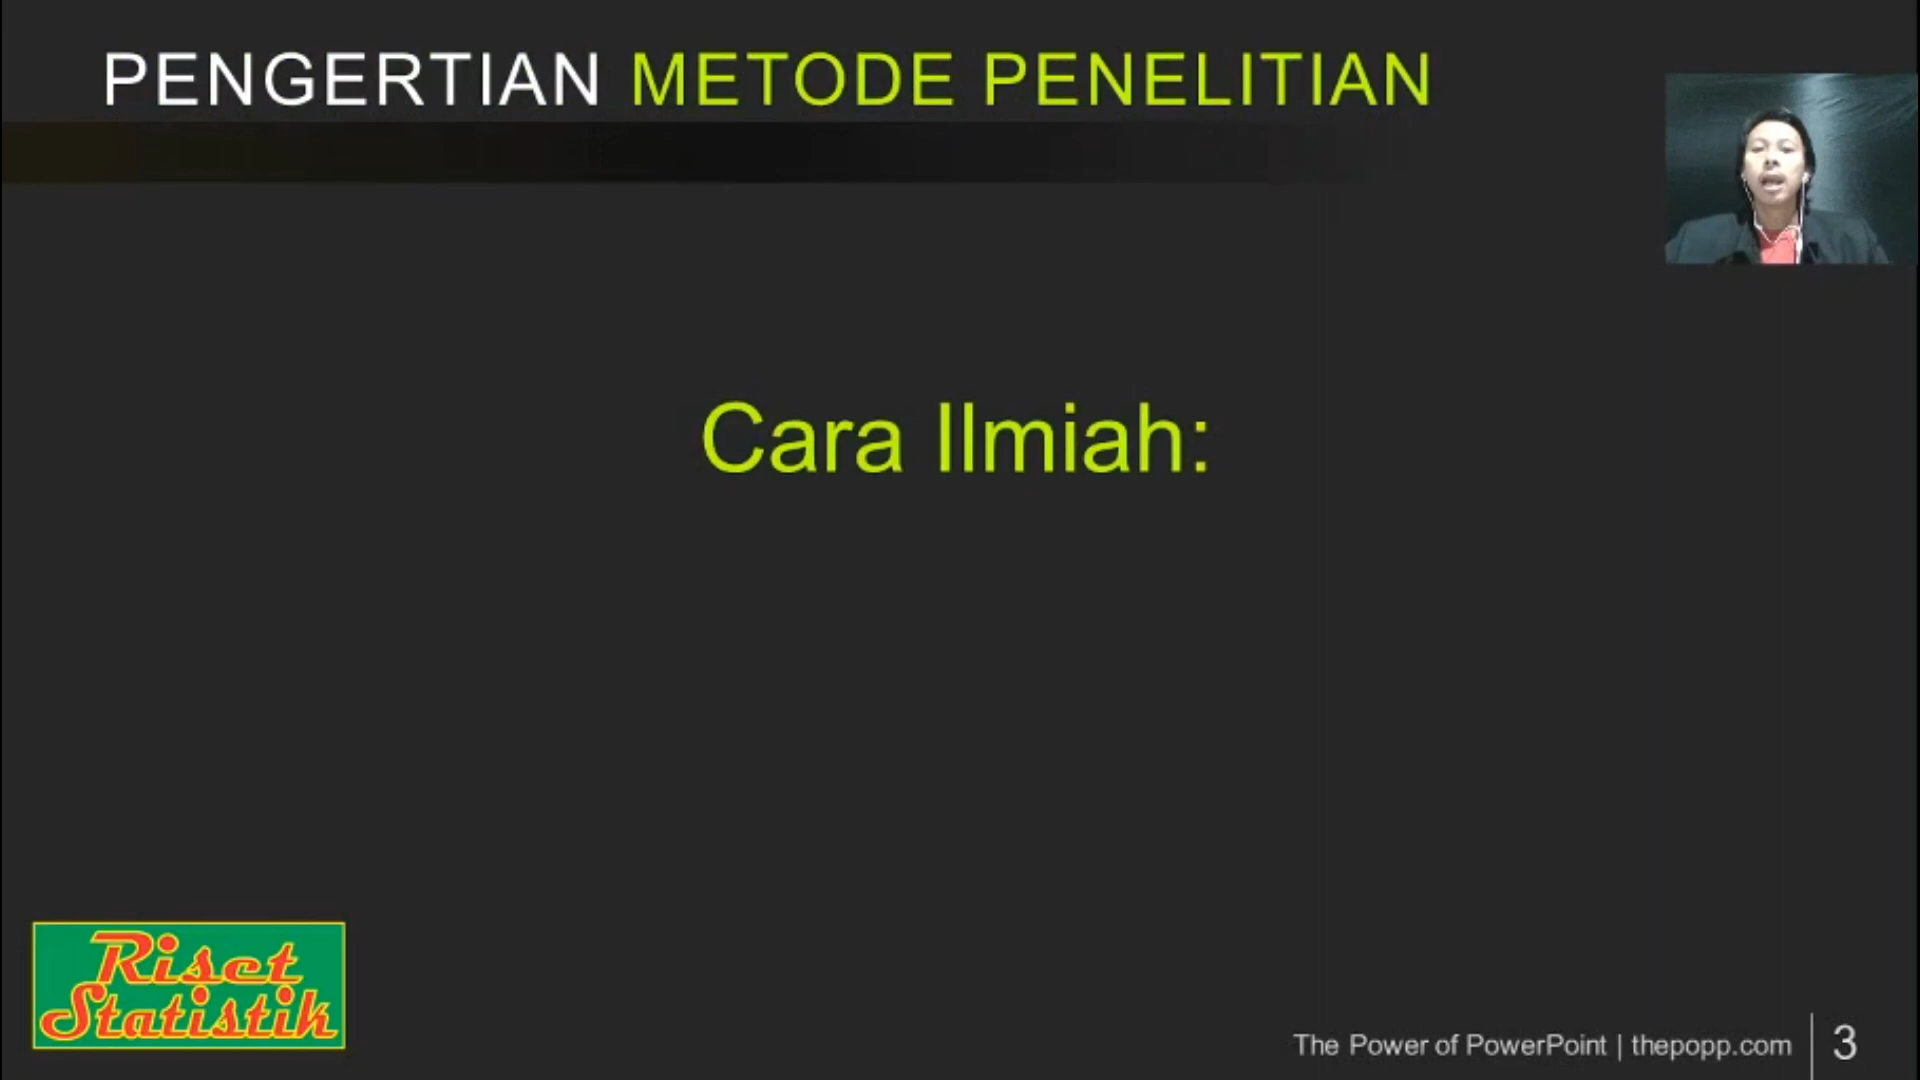 PENGERTIAN METODE PENELITIAN
Cara Ilmiah:
Riset
Statistik
The Power of PowerPoint | thepopp.com
3